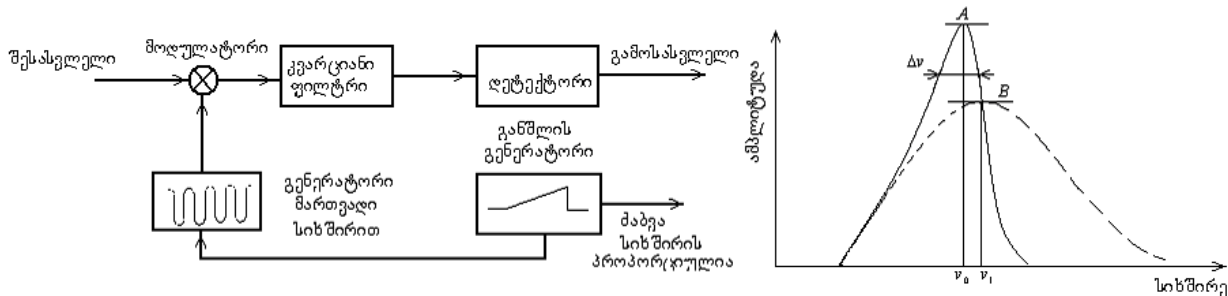 შესასვლელი
მოდულატორი
კვარციანი
ფილტრი
დეტექტორი
გამოსასვლელი
გენერატორი
მართვადი
სიხშირით
განშლის
გენერატორი
ძაბვა
სიხშირის
პროპორციულია
ამპლიტუდა
A
Δν
B
ν₀
ν₁
სიხშირე